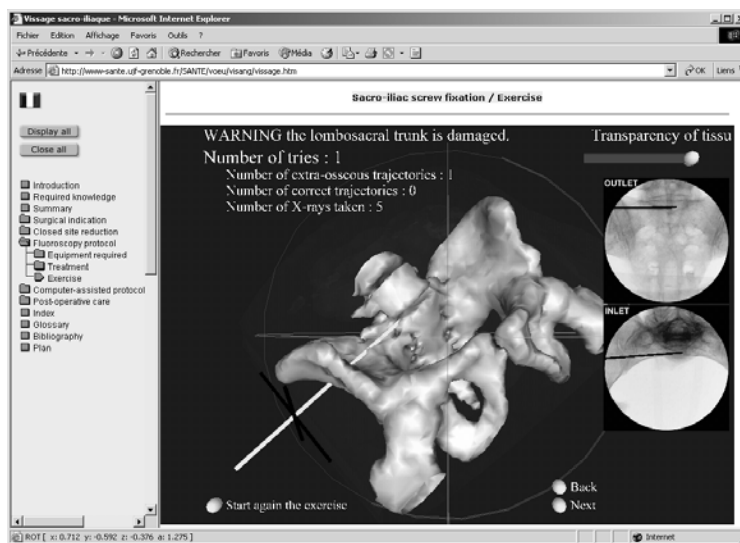 Vissage sacro-iliaque - Microsoft Internet Explorer
Fichier Edition Affichage Favoris Outils ?
Précédente Rechercher Favoris Média
Adresse http://www-sante.ujf-grenoble.fr/SANTE/voeu/visang/vissage.htm OK Liens
Sacro-iliac screw fixation / Exercise
Display all
Close all
Introduction
Required knowledge
Summary
Surgical indication
Closed site reduction
Fluoroscopy protocol
Equipment required
Treatment
Exercise
Computer-assisted protocol
Post-operative care
Index
Glossary
Bibliography
Plan
WARNING the lombosacral trunk is damaged.
Number of tries : 1
Number of extra-osseous trajectories : 1
Number of correct trajectories : 0
Number of X-rays taken : 5
Transparency of tissu
OUTLET
INLET
Start again the exercise
Back
Next
ROT [ x: 0.712 y: -0.592 z: -0.376 a: 1.275 ] Internet